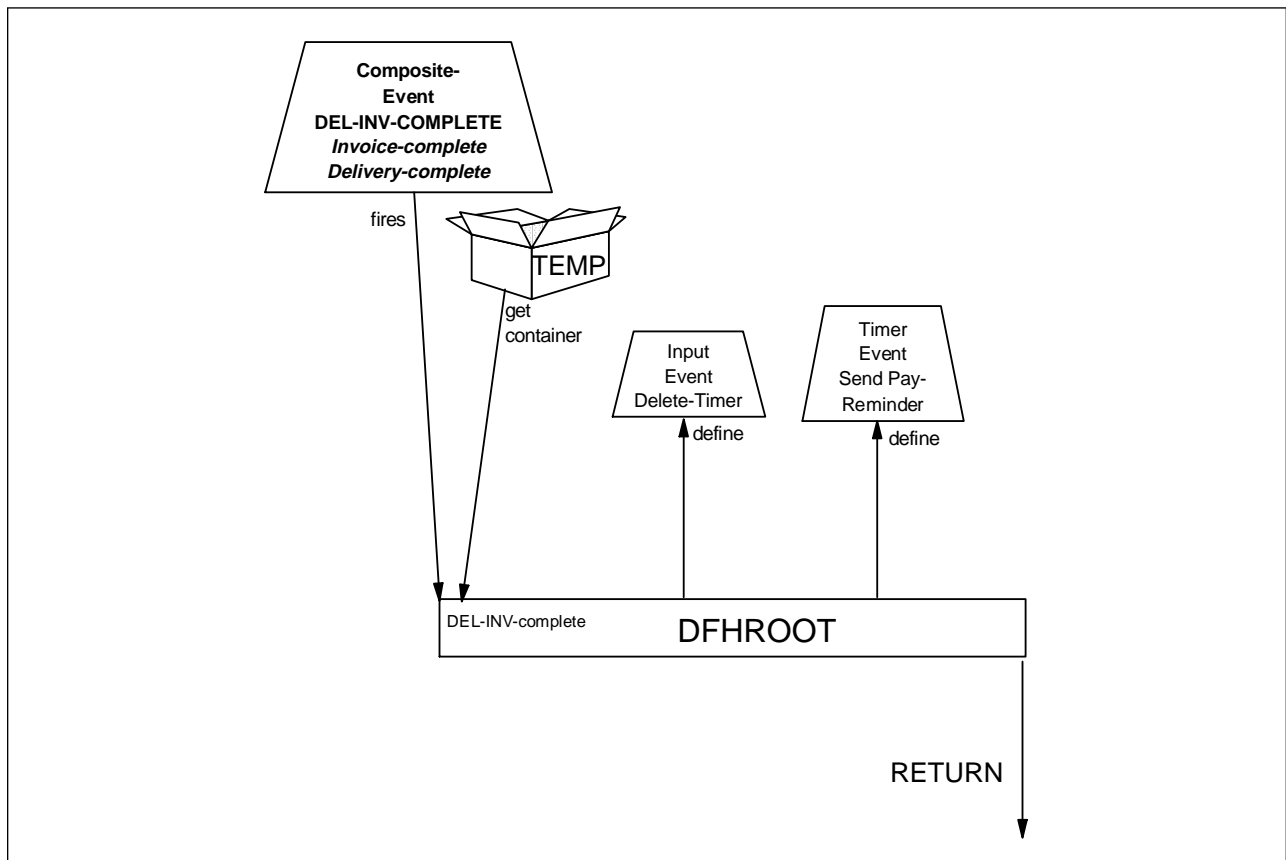 Composite-
Event
DEL-INV-COMPLETE
Invoice-complete
Delivery-complete
fires
TEMP
get
container
Input
Event
Delete-Timer
define
Timer
Event
Send Pay-
Reminder
define
DEL-INV-complete
DFHROOT
RETURN